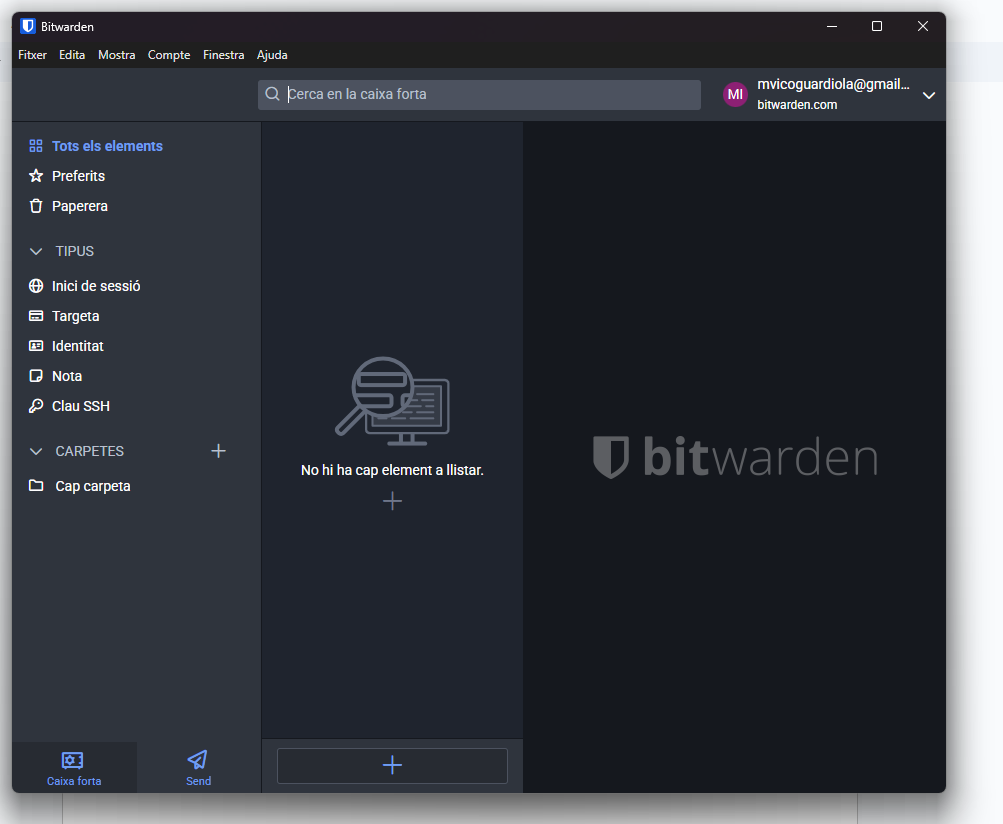 Bitwarden
Fitxer Edita Mostra Compte Finestra Ajuda
Cerca en la caixa forta
MI
mvicoguardiola@gmail...
bitwarden.com
Tots els elements
Preferits
Paperera
TIPUS
Inici de sessió
Targeta
Identitat
Nota
Clau SSH
CARPETES
Cap carpeta
No hi ha cap element a llistar.
bitwarden
Caixa forta
Send